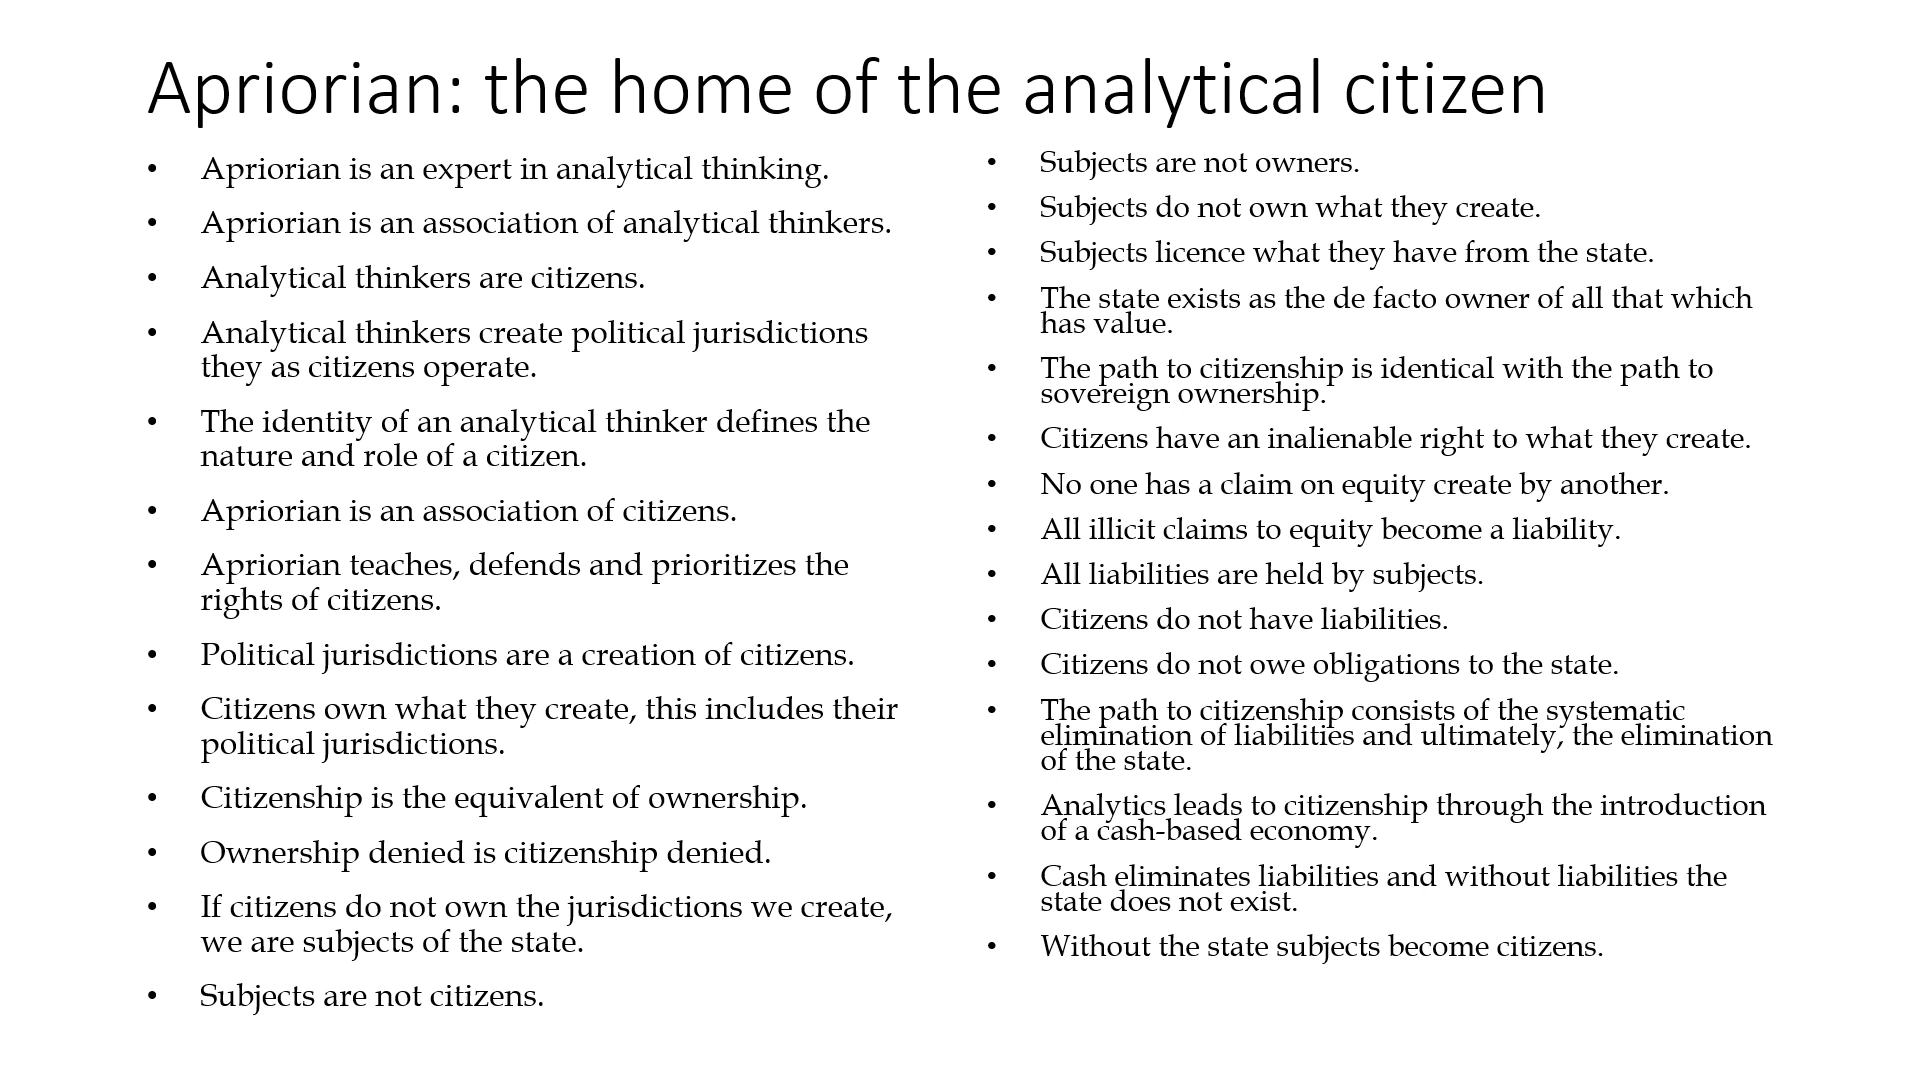 Apriorian: the home of the analytical citizen
• Apriorian is an expert in analytical thinking.
• Apriorian is an association of analytical thinkers.
• Analytical thinkers are citizens.
• Analytical thinkers create political jurisdictions
they as citizens operate.
• The identity of an analytical thinker defines the
nature and role of a citizen.
• Apriorian is an association of citizens.
• Apriorian teaches, defends and prioritizes the
rights of citizens.
• Political jurisdictions are a creation of citizens.
• Citizens own what they create, this includes their
political jurisdictions.
• Citizenship is the equivalent of ownership.
• Ownership denied is citizenship denied.
• If citizens do not own the jurisdictions we create,
we are subjects of the state.
• Subjects are not citizens.
• Subjects are not owners.
• Subjects do not own what they create.
• Subjects licence what they have from the state.
• The state exists as the de facto owner of all that which
has value.
• The path to citizenship is identical with the path to
sovereign ownership.
• Citizens have an inalienable right to what they create.
• No one has a claim on equity create by another.
• All illicit claims to equity become a liability.
• All liabilities are held by subjects.
• Citizens do not have liabilities.
• Citizens do not owe obligations to the state.
• The path to citizenship consists of the systematic
elimination of liabilities and ultimately, the elimination
of the state.
• Analytics leads to citizenship through the introduction
of a cash-based economy.
• Cash eliminates liabilities and without liabilities the
state does not exist.
• Without the state subjects become citizens.